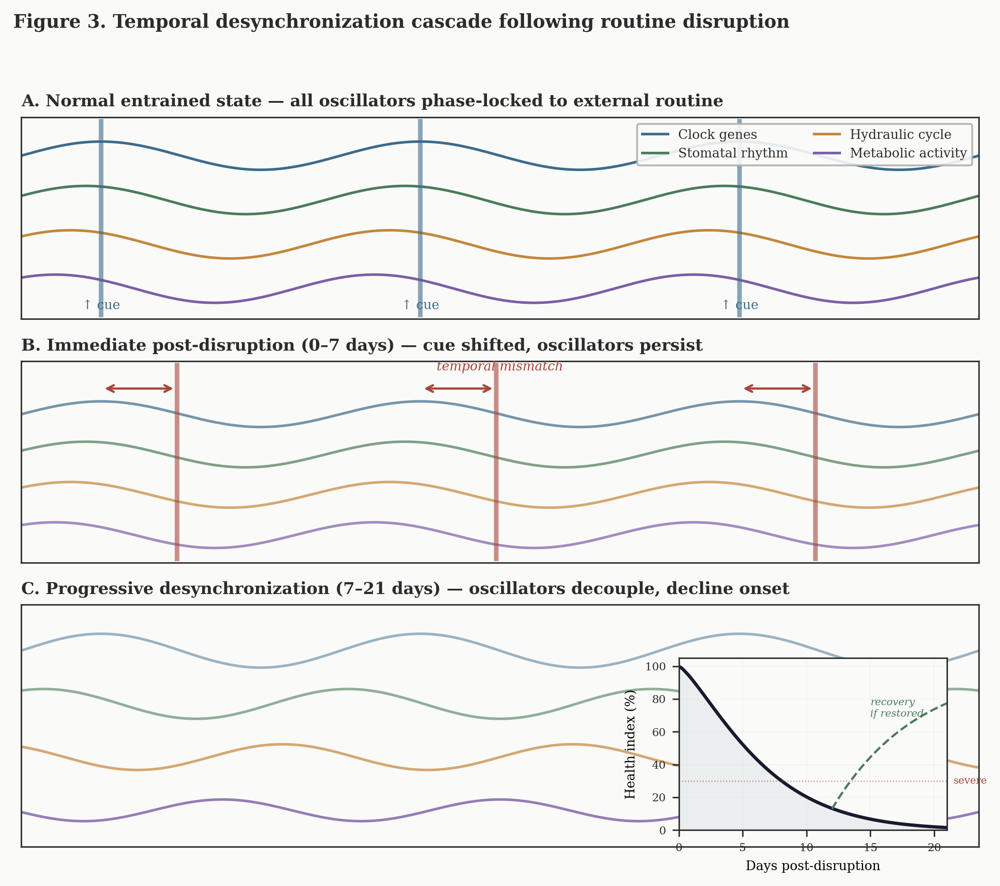 Figure 3. Temporal desynchronization cascade following routine disruption
A. Normal entrained state — all oscillators phase-locked to external routine
Clock genes
Stomatal rhythm
Hydraulic cycle
Metabolic activity
↑ cue
↑ cue
↑ cue
B. Immediate post-disruption (0–7 days) — cue shifted, oscillators persist
temporal mismatch
C. Progressive desynchronization (7–21 days) — oscillators decouple, decline onset
Health index (%)
100
80
60
40
20
0
recovery
if restored
severe
0 5 10 15 20
Days post-disruption